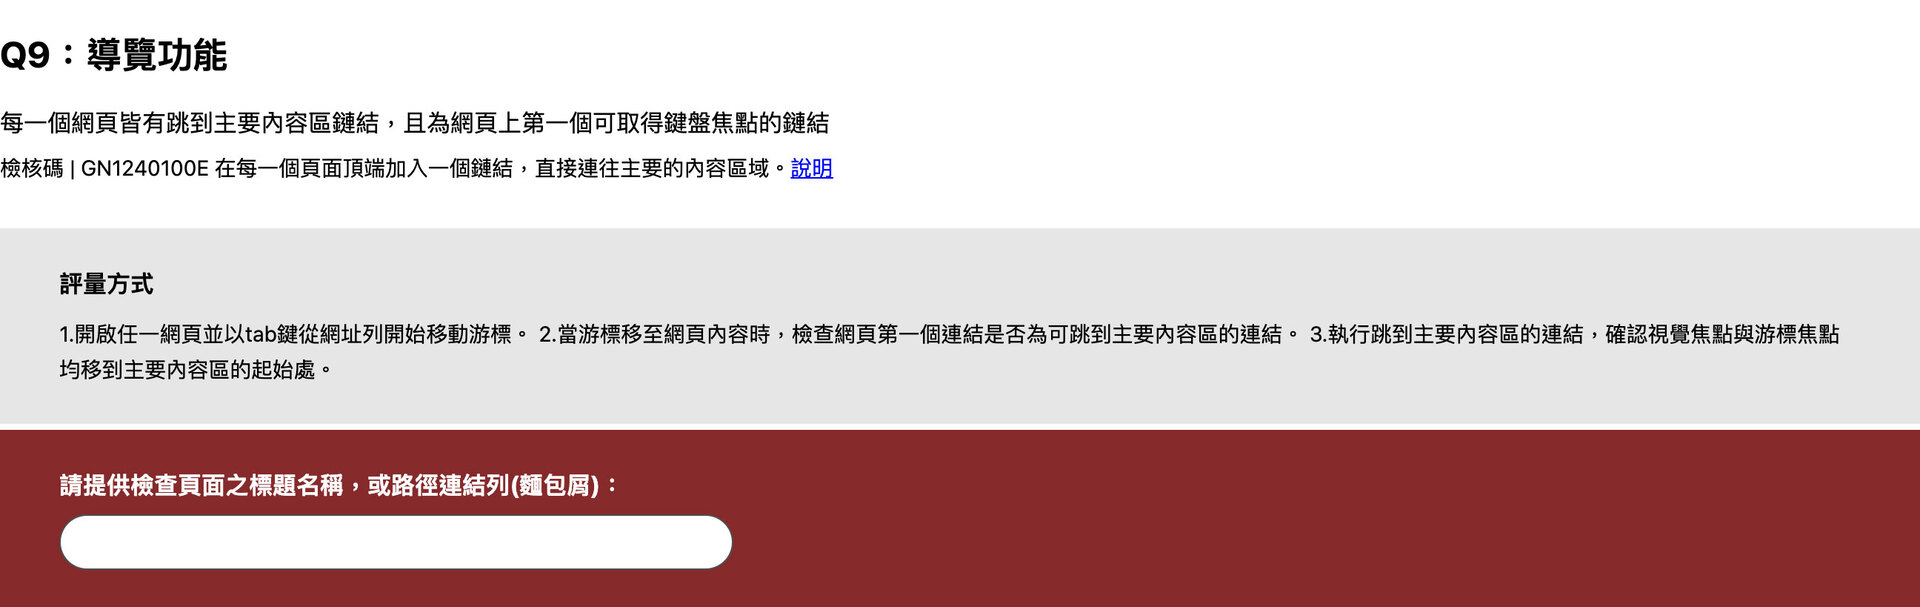 Q9：導覽功能
每一個網頁皆有跳到主要內容區鏈結，且為網頁上第一個可取得鍵盤焦點的鏈結
檢核碼 | GN1240100E 在每一個頁面頂端加入一個鏈結，直接連往主要的內容區域。說明
評量方式
1.開啟任一網頁並以tab鍵從網址列開始移動游標。 2.當游標移至網頁內容時，檢查網頁第一個連結是否為可跳到主要內容區的連結。 3.執行跳到主要內容區的連結，確認視覺焦點與游標焦點
均移到主要內容區的起始處。
請提供檢查頁面之標題名稱，或路徑連結列(麵包屑)：